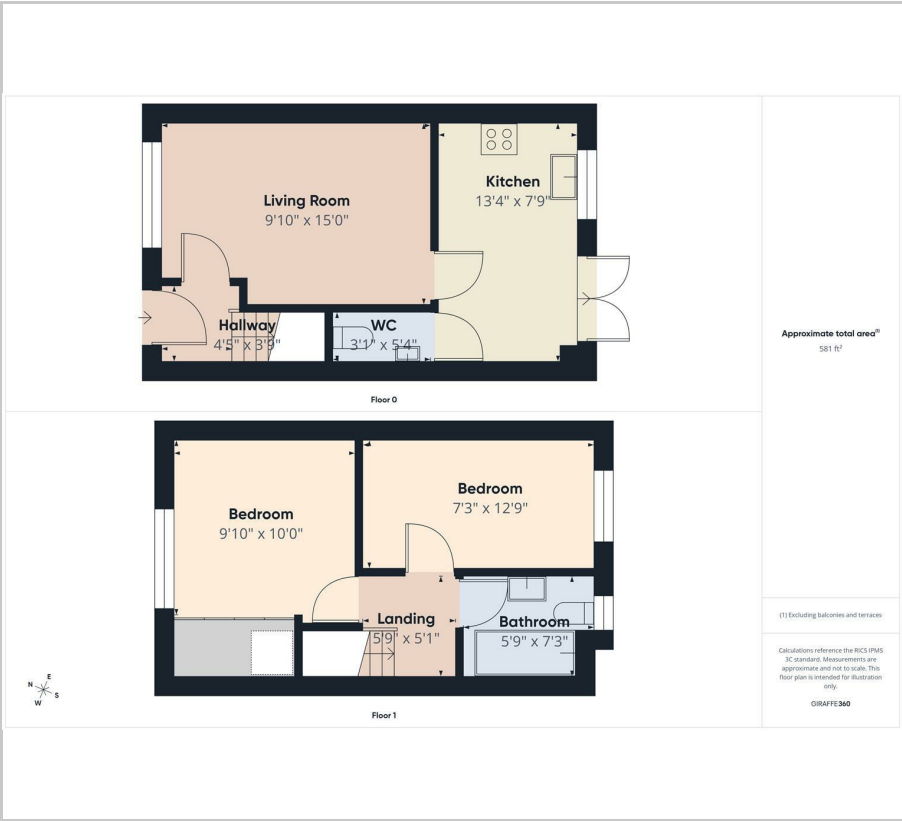 Living Room
9'10" x 15'0"
Kitchen
13'4" x 7'9"
Hallway
4'5" x 3'9"
WC
3'1" x 5'4"
Floor 0
Approximate total area(1)
581 ft²
Bedroom
9'10" x 10'0"
Bedroom
7'3" x 12'9"
Landing
5'9" x 5'1"
Bathroom
5'9" x 7'3"
N
E
S
W
Floor 1
(1) Excluding balconies and terraces
Calculations reference the RICS IPMS
3C standard. Measurements are
approximate and not to scale. This
floor plan is intended for illustration
only.
GIRAFFE360